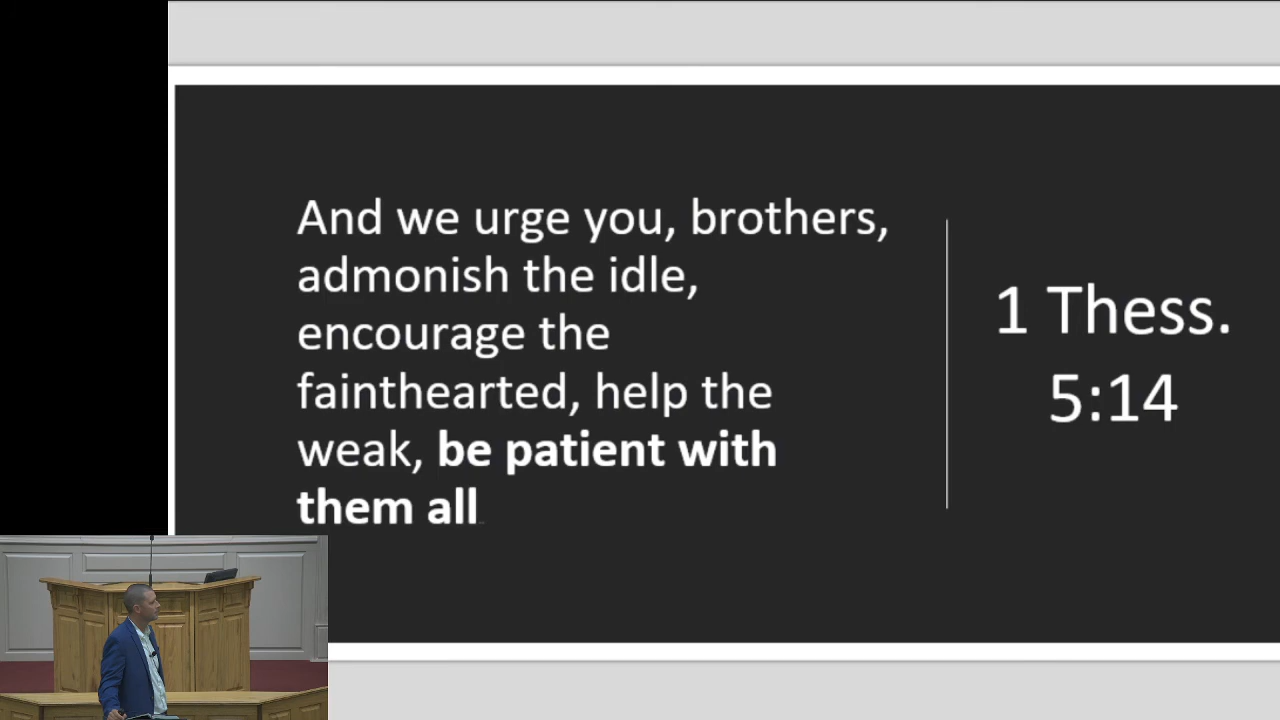 And we urge you, brothers,
admonish the idle,
encourage the
fainthearted, help the
weak, be patient with
them all
1 Thess.
5:14